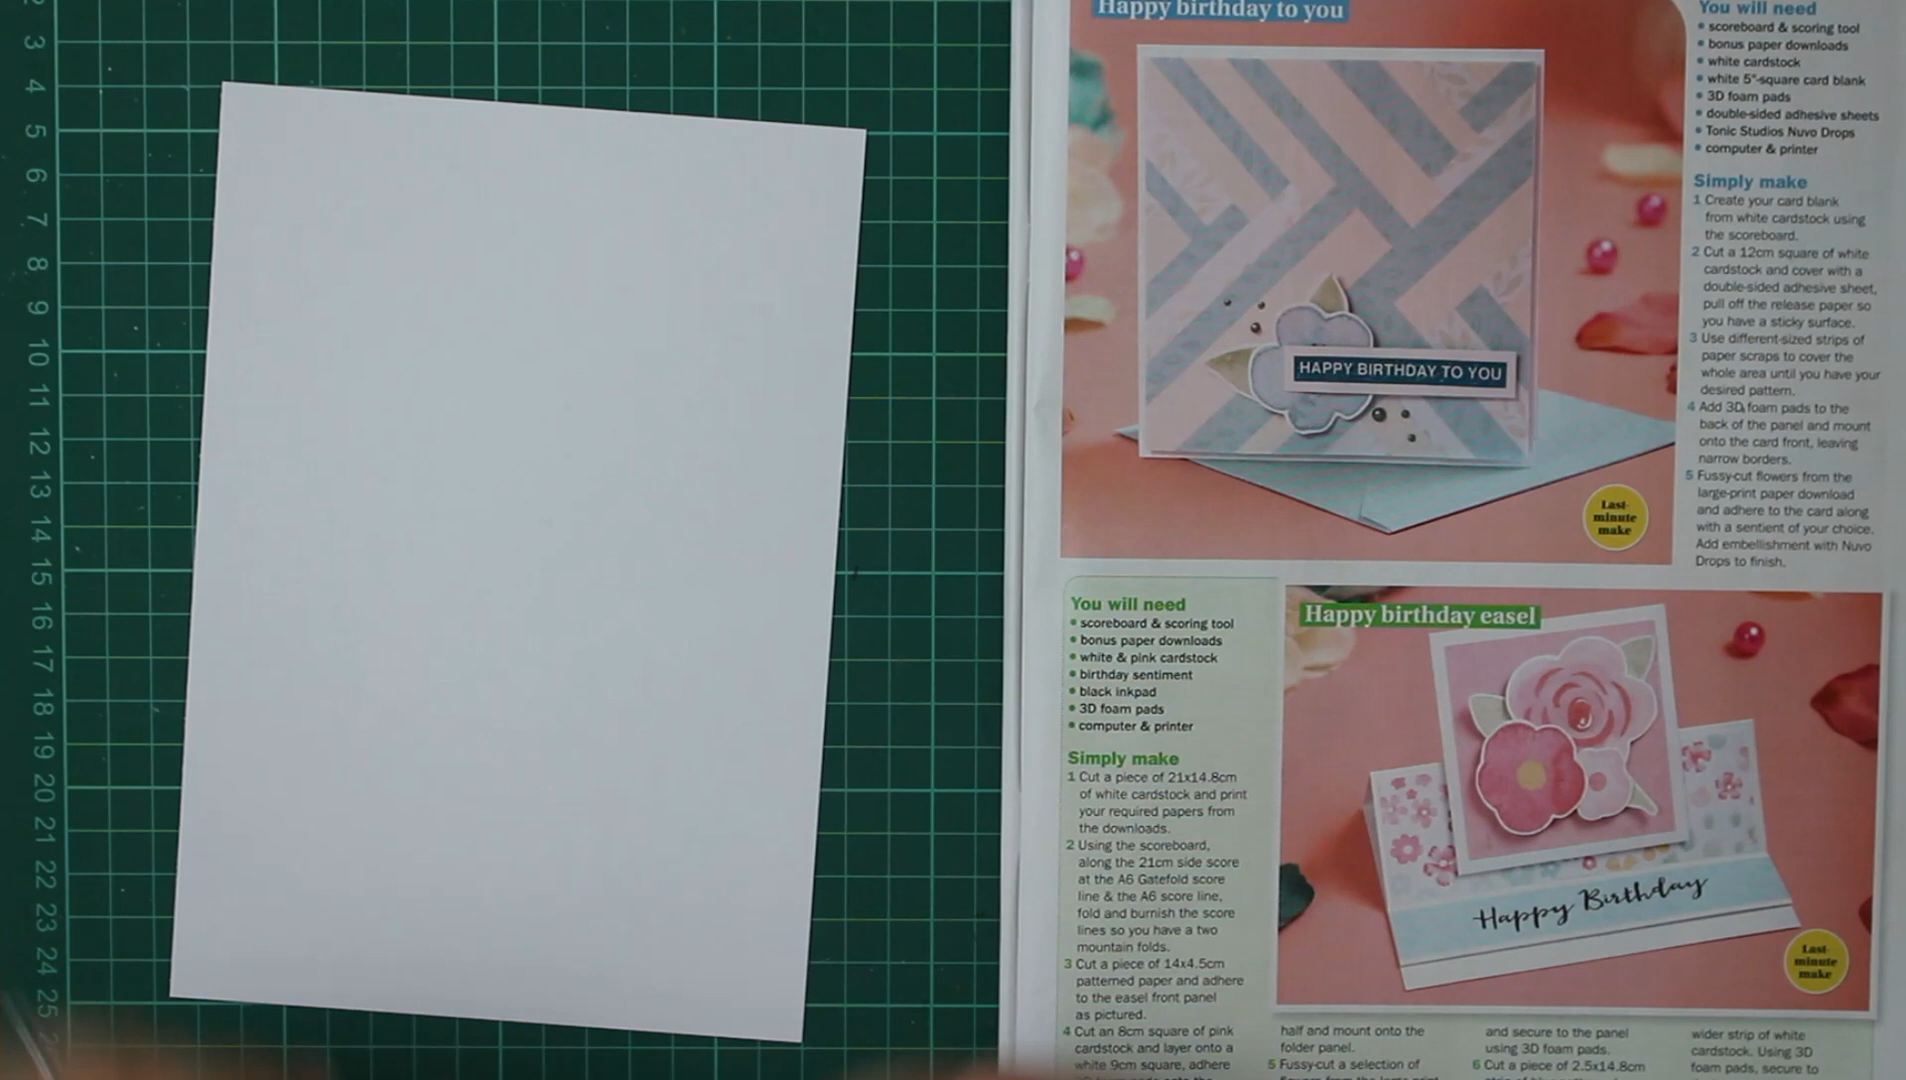 3
4
5
6
7
8
9
10
11
12
13
14
15
16
17
18
19
20
21
22
23
24
25
Happy birthday to you
HAPPY BIRTHDAY TO YOU
Last-
minute
make
You will need
• scoreboard & scoring tool
• bonus paper downloads
• white cardstock
• white 5"-square card blank
• 3D foam pads
• double-sided adhesive sheets
• Tonic Studios Nuvo Drops
• computer & printer
Simply make
1 Create your card blank
from white cardstock using
the scoreboard.
2 Cut a 12cm square of white
cardstock and cover with a
double-sided adhesive sheet,
pull off the release paper so
you have a sticky surface.
3 Use different-sized strips of
paper scraps to cover the
whole area until you have your
desired pattern.
4 Add 3D foam pads to the
back of the panel and mount
onto the card front, leaving
narrow borders.
5 Fussy-cut flowers from the
large-print paper download
and adhere to the card along
with a sentient of your choice.
Add embellishment with Nuvo
Drops to finish.
You will need
• scoreboard & scoring tool
• bonus paper downloads
• white & pink cardstock
• birthday sentiment
• black inkpad
• 3D foam pads
• computer & printer
Simply make
1 Cut a piece of 21x14.8cm
of white cardstock and print
your required papers from
the downloads.
2 Using the scoreboard,
along the 21cm side score
at the A6 Gatefold score
line & the A6 score line,
fold and burnish the score
lines so you have a two
mountain folds.
3 Cut a piece of 14x4.5cm
patterned paper and adhere
to the easel front panel
as pictured.
4 Cut an 8cm square of pink
cardstock and layer onto a
white 9cm square, adhere
Happy birthday easel
Happy Birthday
Last-
minute
make
half and mount onto the
folder panel.
5 Fussy-cut a selection of
and secure to the panel
using 3D foam pads.
6 Cut a piece of 2.5x14.8cm
wider strip of white
cardstock. Using 3D
foam pads, secure to